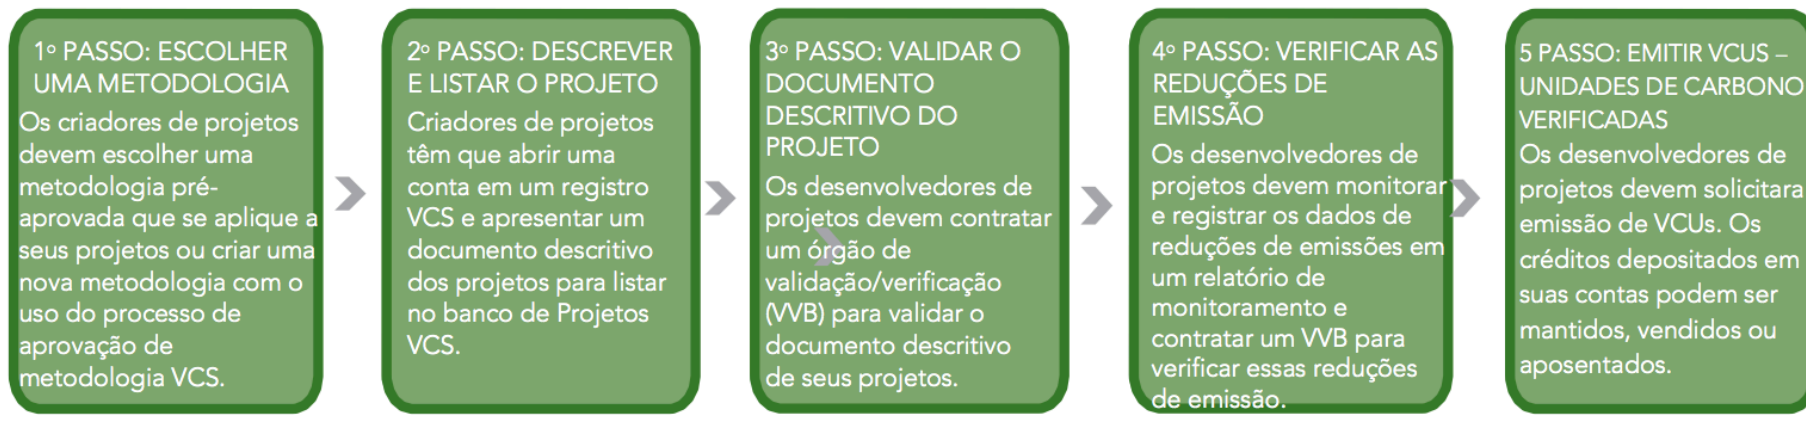 1º PASSO: ESCOLHER
UMA METODOLOGIA
Os criadores de projetos
devem escolher uma
metodologia pré-
aprovada que se aplique a
seus projetos ou criar uma
nova metodologia com o
uso do processo de
aprovação de
metodologia VCS.
2º PASSO: DESCREVER
E LISTAR O PROJETO
Criadores de projetos
têm que abrir uma
conta em um registro
VCS e apresentar um
documento descritivo
dos projetos para listar
no banco de Projetos
VCS.
3º PASSO: VALIDAR O
DOCUMENTO
DESCRITIVO DO
PROJETO
Os desenvolvedores de
projetos devem contratar
um órgão de
validação/verificação
(VVB) para validar o
documento descritivo
de seus projetos.
4º PASSO: VERIFICAR AS
REDUÇÕES DE
EMISSÃO
Os desenvolvedores de
projetos devem monitorar
e registrar os dados de
reduções de emissões em
um relatório de
monitoramento e
contratar um VVB para
verificar essas reduções
de emissão.
5 PASSO: EMITIR VCUS –
UNIDADES DE CARBONO
VERIFICADAS
Os desenvolvedores de
projetos devem solicitara
emissão de VCUs. Os
créditos depositados em
suas contas podem ser
mantidos, vendidos ou
aposentados.